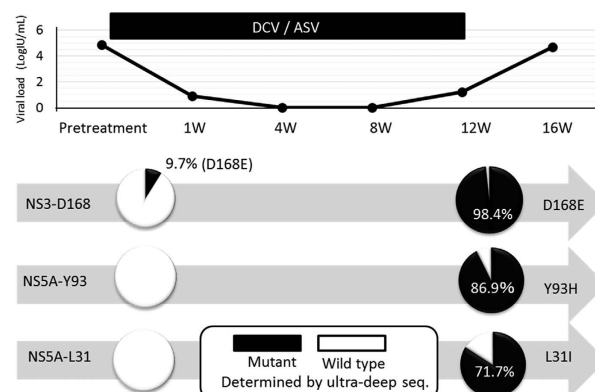 DCV / ASV
Viral load (LogIU/mL)
6
4
2
0
Pretreatment 1W 4W 8W 12W 16W
9.7% (D168E)
NS3-D168 98.4% D168E
NS5A-Y93 86.9% Y93H
NS5A-L31 71.7% L31I
Mutant Wild type
Determined by ultra-deep seq.